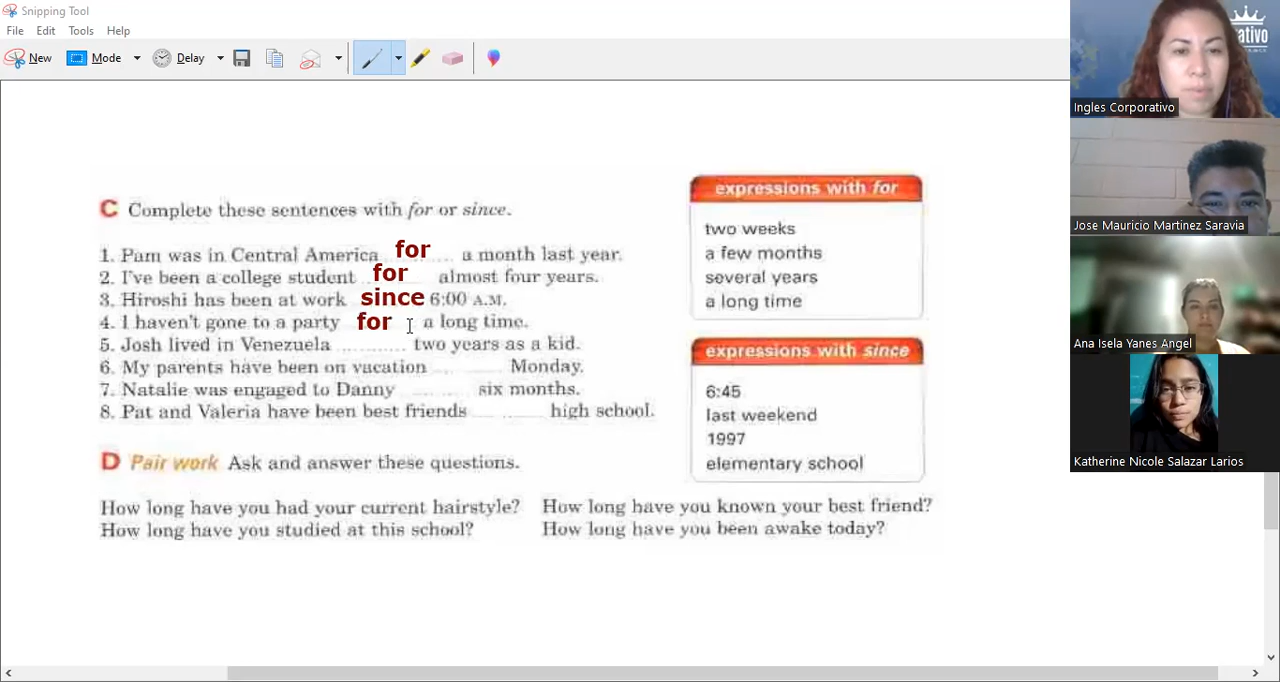 Snipping Tool
File Edit Tools Help
New Mode Delay
ativo
Ingles Corporativo
Jose Mauricio Martinez Saravia
Ana Isela Yanes Angel
Katherine Nicole Salazar Larios
C Complete these sentences with for or since.
1. Pam was in Central America for a month last year.
2. I've been a college student for almost four years.
3. Hiroshi has been at work since 6:00 A.M.
4. I haven't gone to a party for a long time.
5. Josh lived in Venezuela ............ two years as a kid.
6. My parents have been on vacation ............ Monday.
7. Natalie was engaged to Danny ............ six months.
8. Pat and Valeria have been best friends ............ high school.
expressions with for
two weeks
a few months
several years
a long time
expressions with since
6:45
last weekend
1997
elementary school
D Pair work Ask and answer these questions.
How long have you had your current hairstyle? How long have you known your best friend?
How long have you studied at this school? How long have you been awake today?